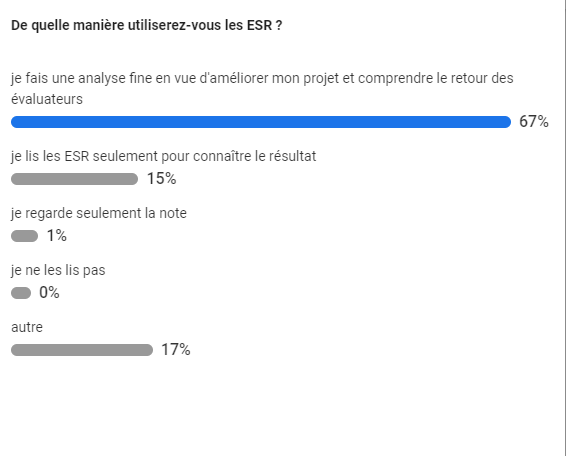 De quelle manière utiliserez-vous les ESR ?
je fais une analyse fine en vue d'améliorer mon projet et comprendre le retour des
évaluateurs
67%
je lis les ESR seulement pour connaître le résultat
15%
je regarde seulement la note
1%
je ne les lis pas
0%
autre
17%